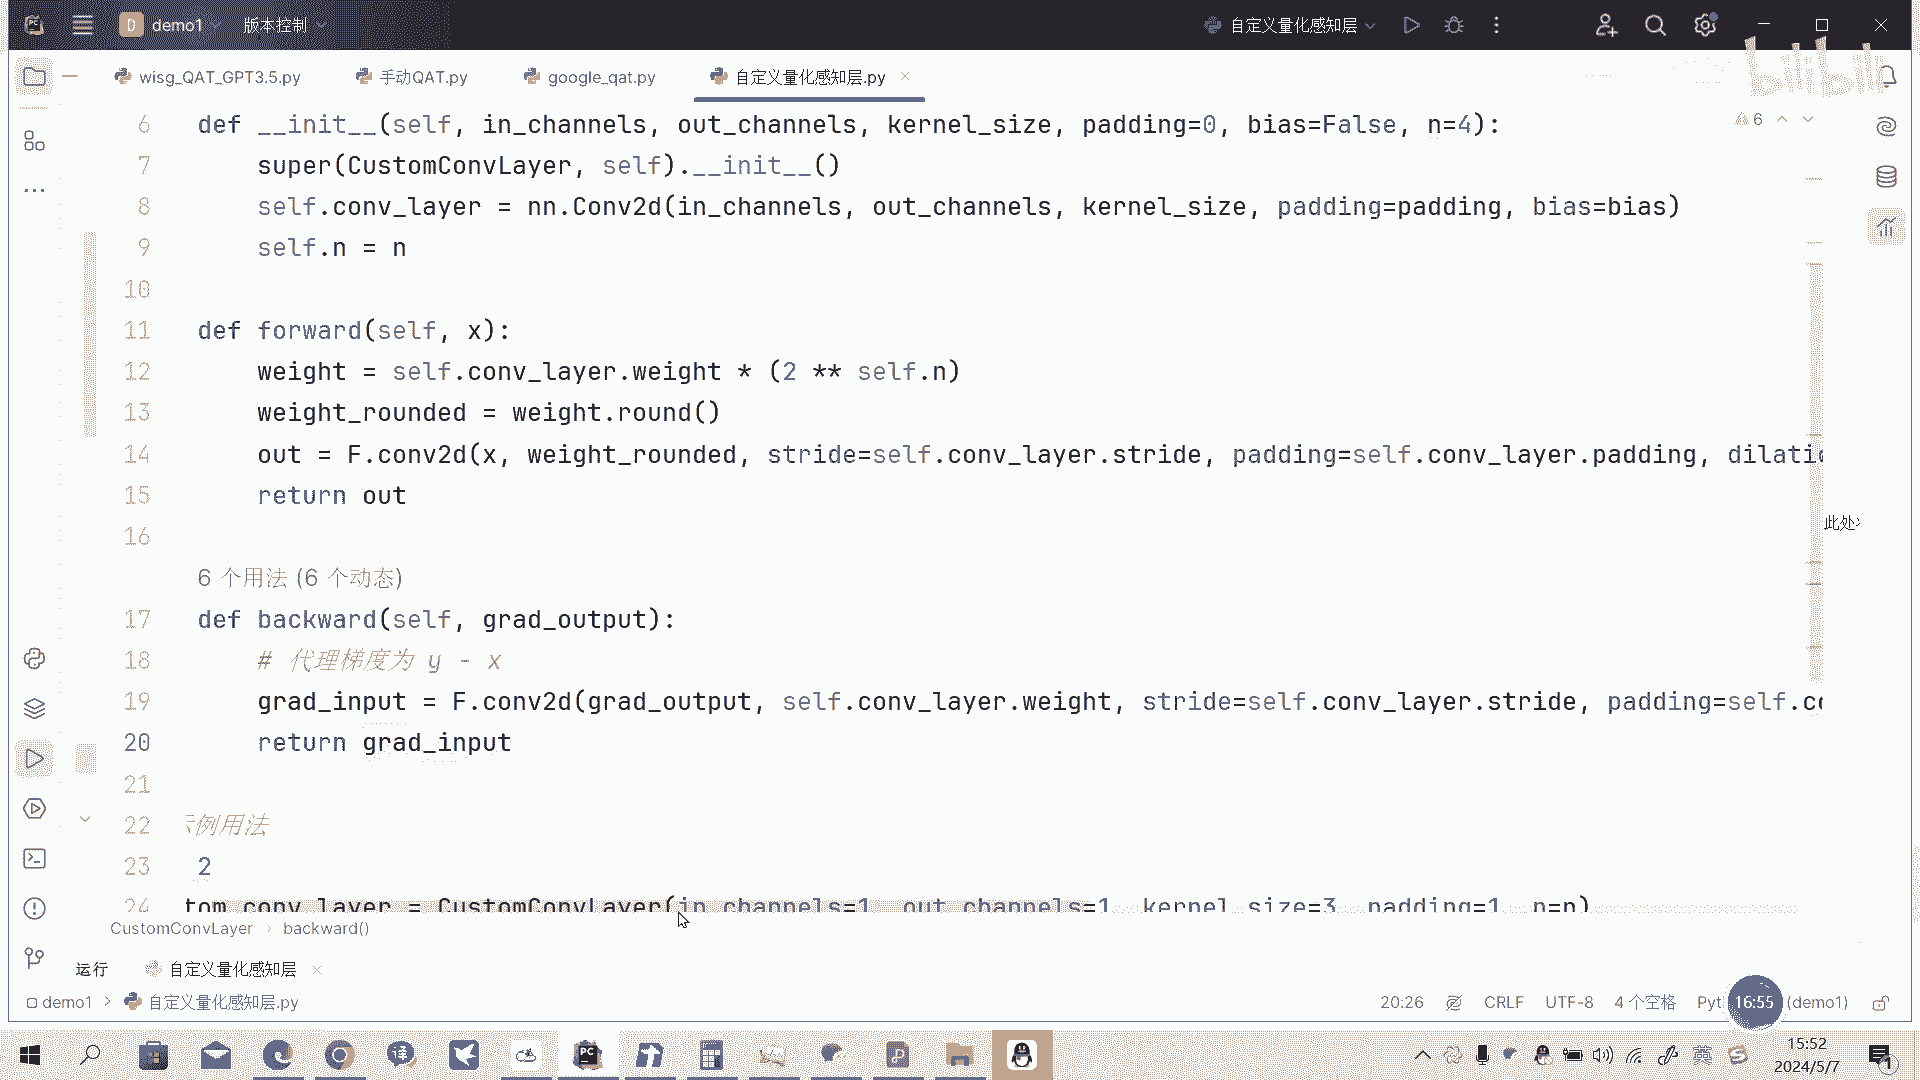 D demo1 版本控制 自定义量化感知层
wisg_QAT_GPT3.5.py 手动QAT.py google_qat.py 自定义量化感知层.py
bilibili
6 def __init__(self, in_channels, out_channels, kernel_size, padding=0, bias=False, n=4):
6
7 super(CustomConvLayer, self).__init__()
8 self.conv_layer = nn.Conv2d(in_channels, out_channels, kernel_size, padding=padding, bias=bias)
9 self.n = n
10
11 def forward(self, x):
12 weight = self.conv_layer.weight * (2 ** self.n)
13 weight_rounded = weight.round()
14 out = F.conv2d(x, weight_rounded, stride=self.conv_layer.stride, padding=self.conv_layer.padding, dilati
15 return out
16
此处
6 个用法 (6 个动态)
17 def backward(self, grad_output):
18 # 代理梯度为 y - x
19 grad_input = F.conv2d(grad_output, self.conv_layer.weight, stride=self.conv_layer.stride, padding=self.co
20 return grad_input
21
22 例用法
23 2
24 tom_conv_layer = CustomConvLayer(in_channels=1, out_channels=1, kernel_size=3, padding=1, n=n)
CustomConvLayer › backward()
运行 自定义量化感知层
demo1 › 自定义量化感知层.py 20:26 CRLF UTF-8 4 个空格 Pyt 16:55 (demo1)
译 PC 英 15:52
2024/5/7 1